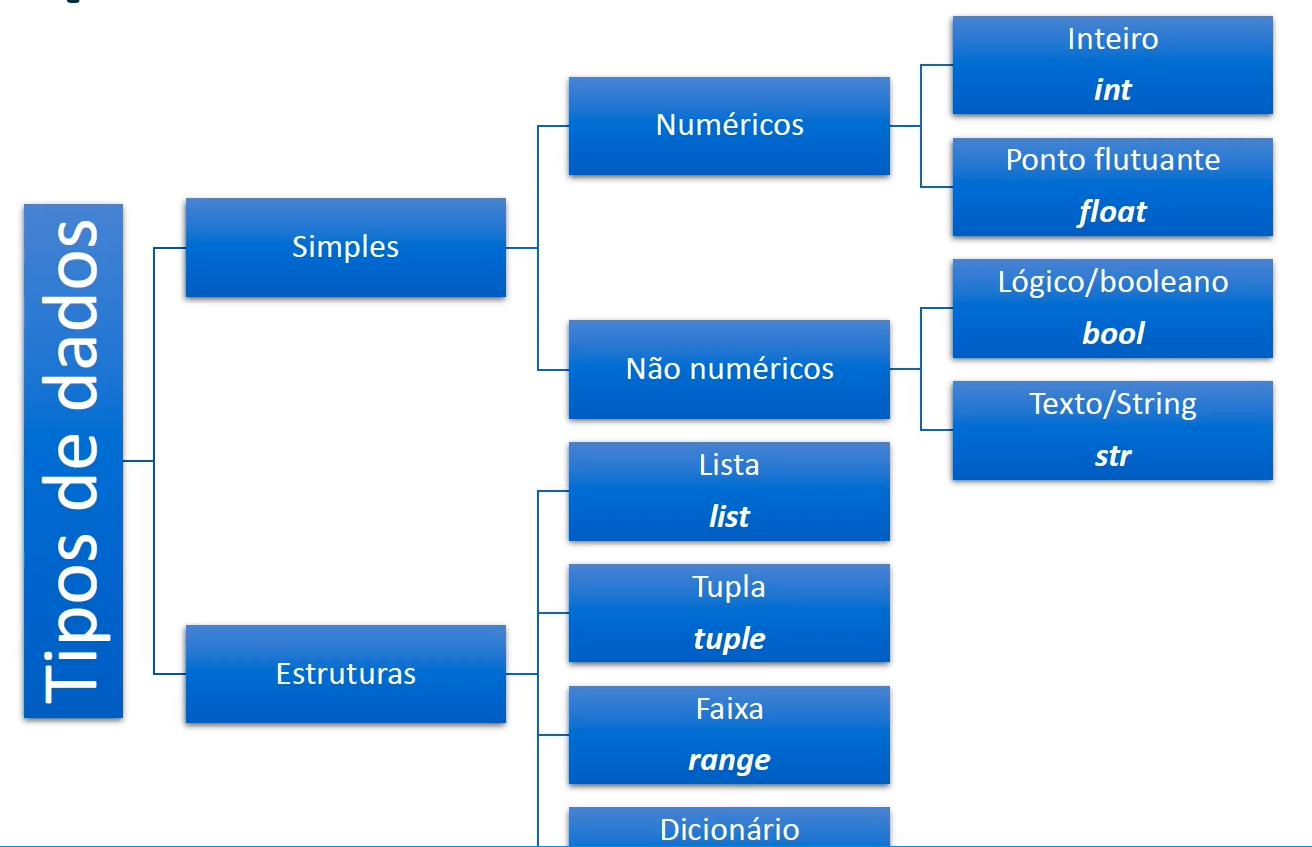 Tipos de dados
Simples
Numéricos
Inteiro
int
Ponto flutuante
float
Não numéricos
Lógico/booleano
bool
Texto/String
str
Estruturas
Lista
list
Tupla
tuple
Faixa
range
Dicionário